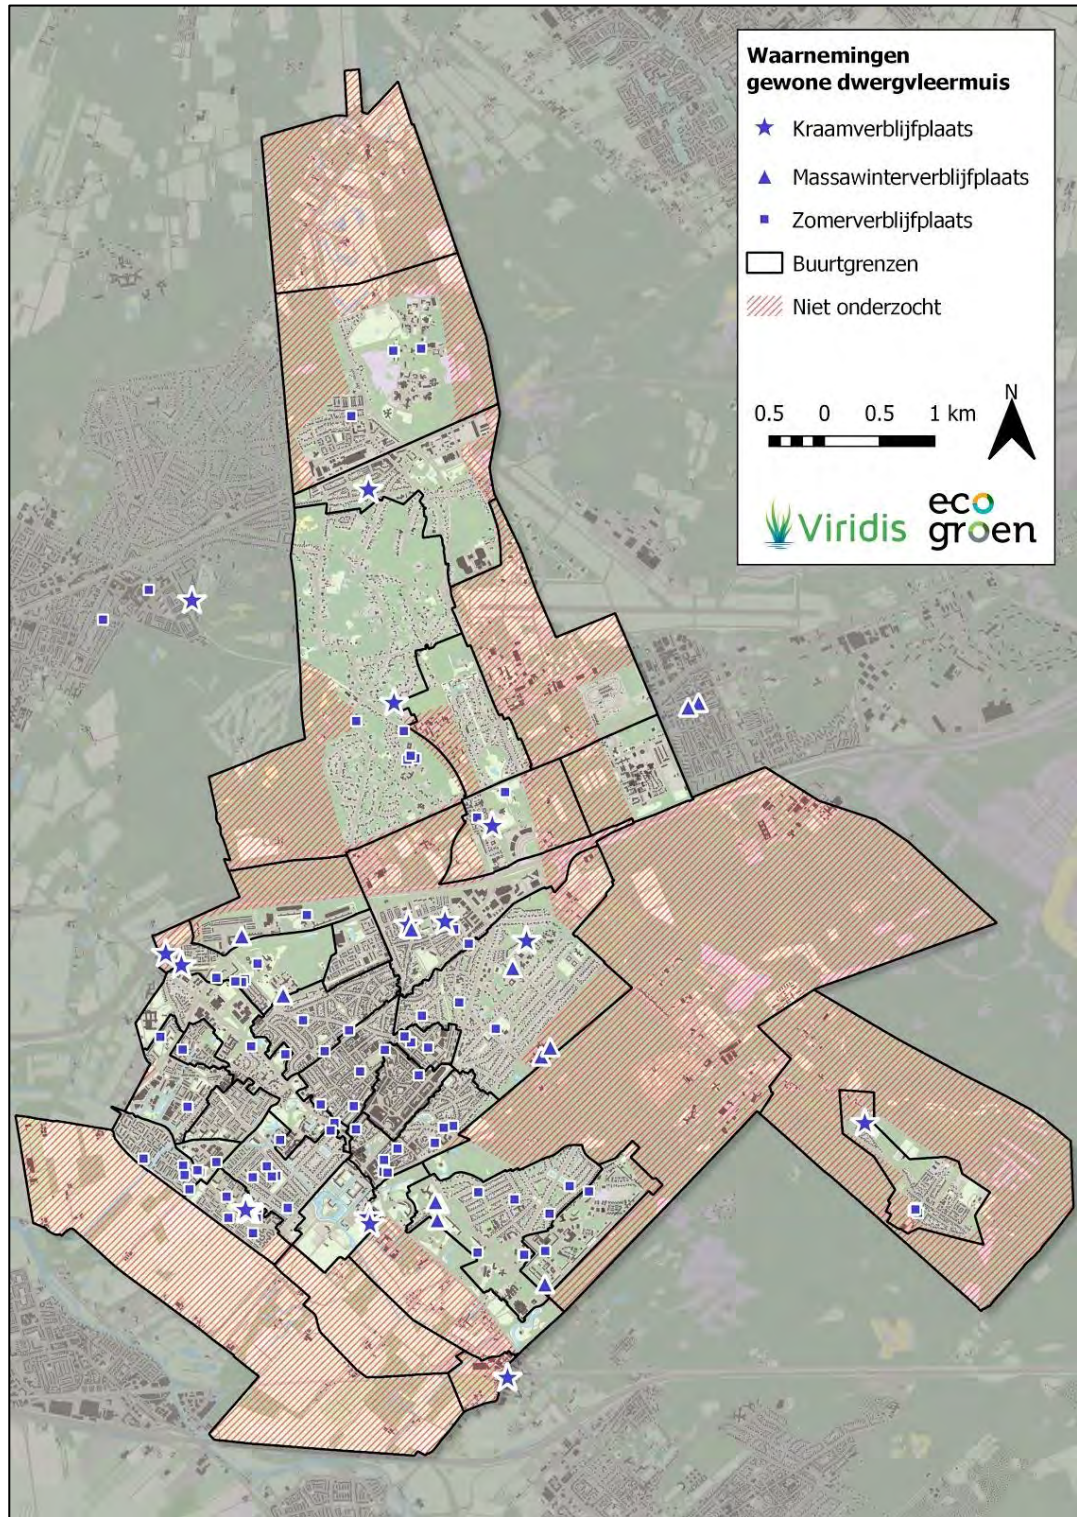 Waarnemingen
gewone dwergvleermuis
Kraamverblijfplaats
Massawinterverblijfplaats
Zomerverblijfplaats
Buurtgrenzen
Niet onderzocht
N
0.5 0 0.5 1 km
Viridis
eco
groen